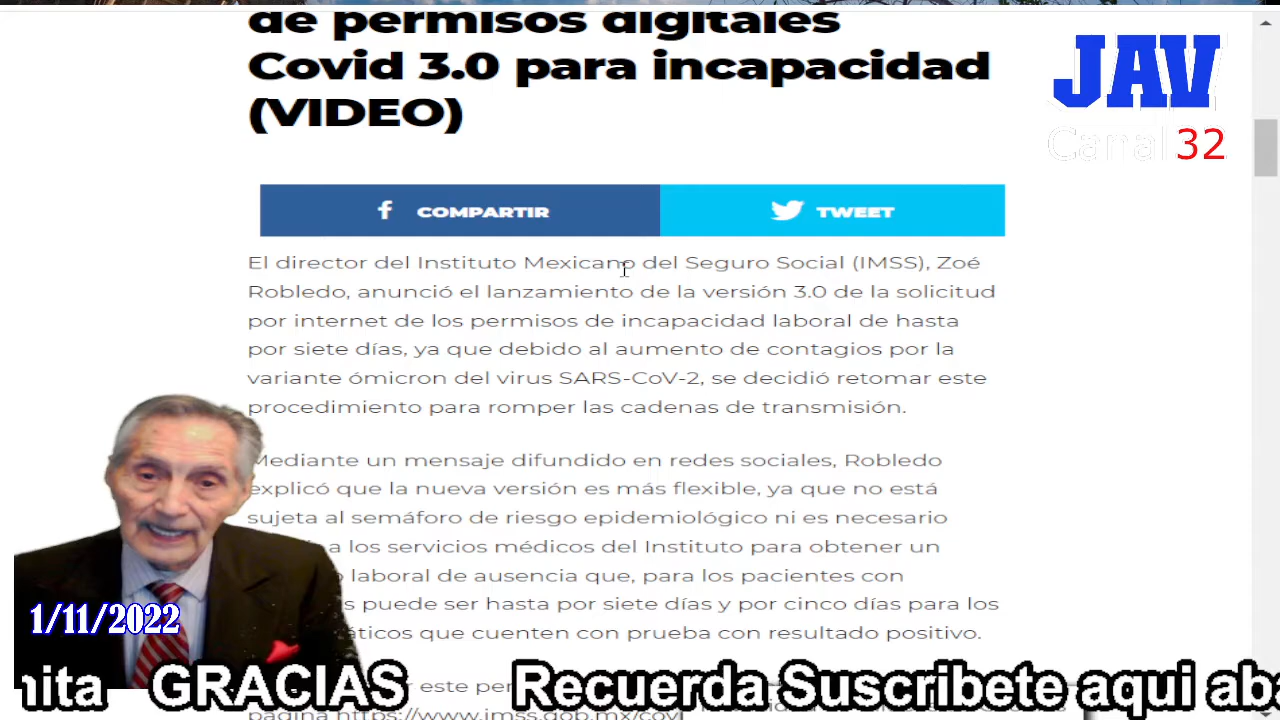 de permisos digitales
Covid 3.0 para incapacidad
(VIDEO)
JAV
Canal 32
COMPARTIR
TWEET
El director del Instituto Mexicano del Seguro Social (IMSS), Zoé
Robledo, anunció el lanzamiento de la versión 3.0 de la solicitud
por internet de los permisos de incapacidad laboral de hasta
por siete días, ya que debido al aumento de contagios por la
variante ómicron del virus SARS-CoV-2, se decidió retomar este
procedimiento para romper las cadenas de transmisión.
Mediante un mensaje difundido en redes sociales, Robledo
explicó que la nueva versión es más flexible, ya que no está
sujeta al semáforo de riesgo epidemiológico ni es necesario
a los servicios médicos del Instituto para obtener un
laboral de ausencia que, para los pacientes con
puede ser hasta por siete días y por cinco días para los
que cuenten con prueba con resultado positivo.
1/11/2022
este
GRACIAS Recuerda Suscribete aqui
https://www.imss.gob.mx/